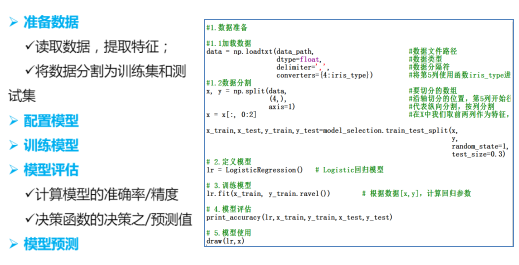 ➢ 准备数据
✓读取数据，提取特征；
✓将数据分割为训练集和测
试集
➢ 配置模型
➢ 训练模型
➢ 模型评估
✓计算模型的准确率/精度
✓决策函数的决策之/预测值
➢ 模型预测
#1.数据准备
#1.1加载数据
data = np.loadtxt(data_path, #数据文件路径
dtype=float, #数据类型
delimiter=',', #数据分隔符
converters={4:iris_type}) #将第5列使用函数iris_type进
#1.2数据分割
x, y = np.split(data, #要切分的数组
(4,), #沿轴切分的位置，第5列开始往
axis=1) #代表纵向分割，按列分割
x = x[:, 0:2] #在X中我们取前两列作为特征，
x_train,x_test,y_train,y_test=model_selection.train_test_split(x,
y,
random_state=1,
test_size=0.3)
# 2.定义模型
lr = LogisticRegression() # Logistic回归模型
# 3.训练模型
lr.fit(x_train, y_train.ravel()) # 根据数据[x,y]，计算回归参数
# 4.模型评估
print_accuracy(lr,x_train,y_train,x_test,y_test)
# 5.模型使用
draw(lr,x)